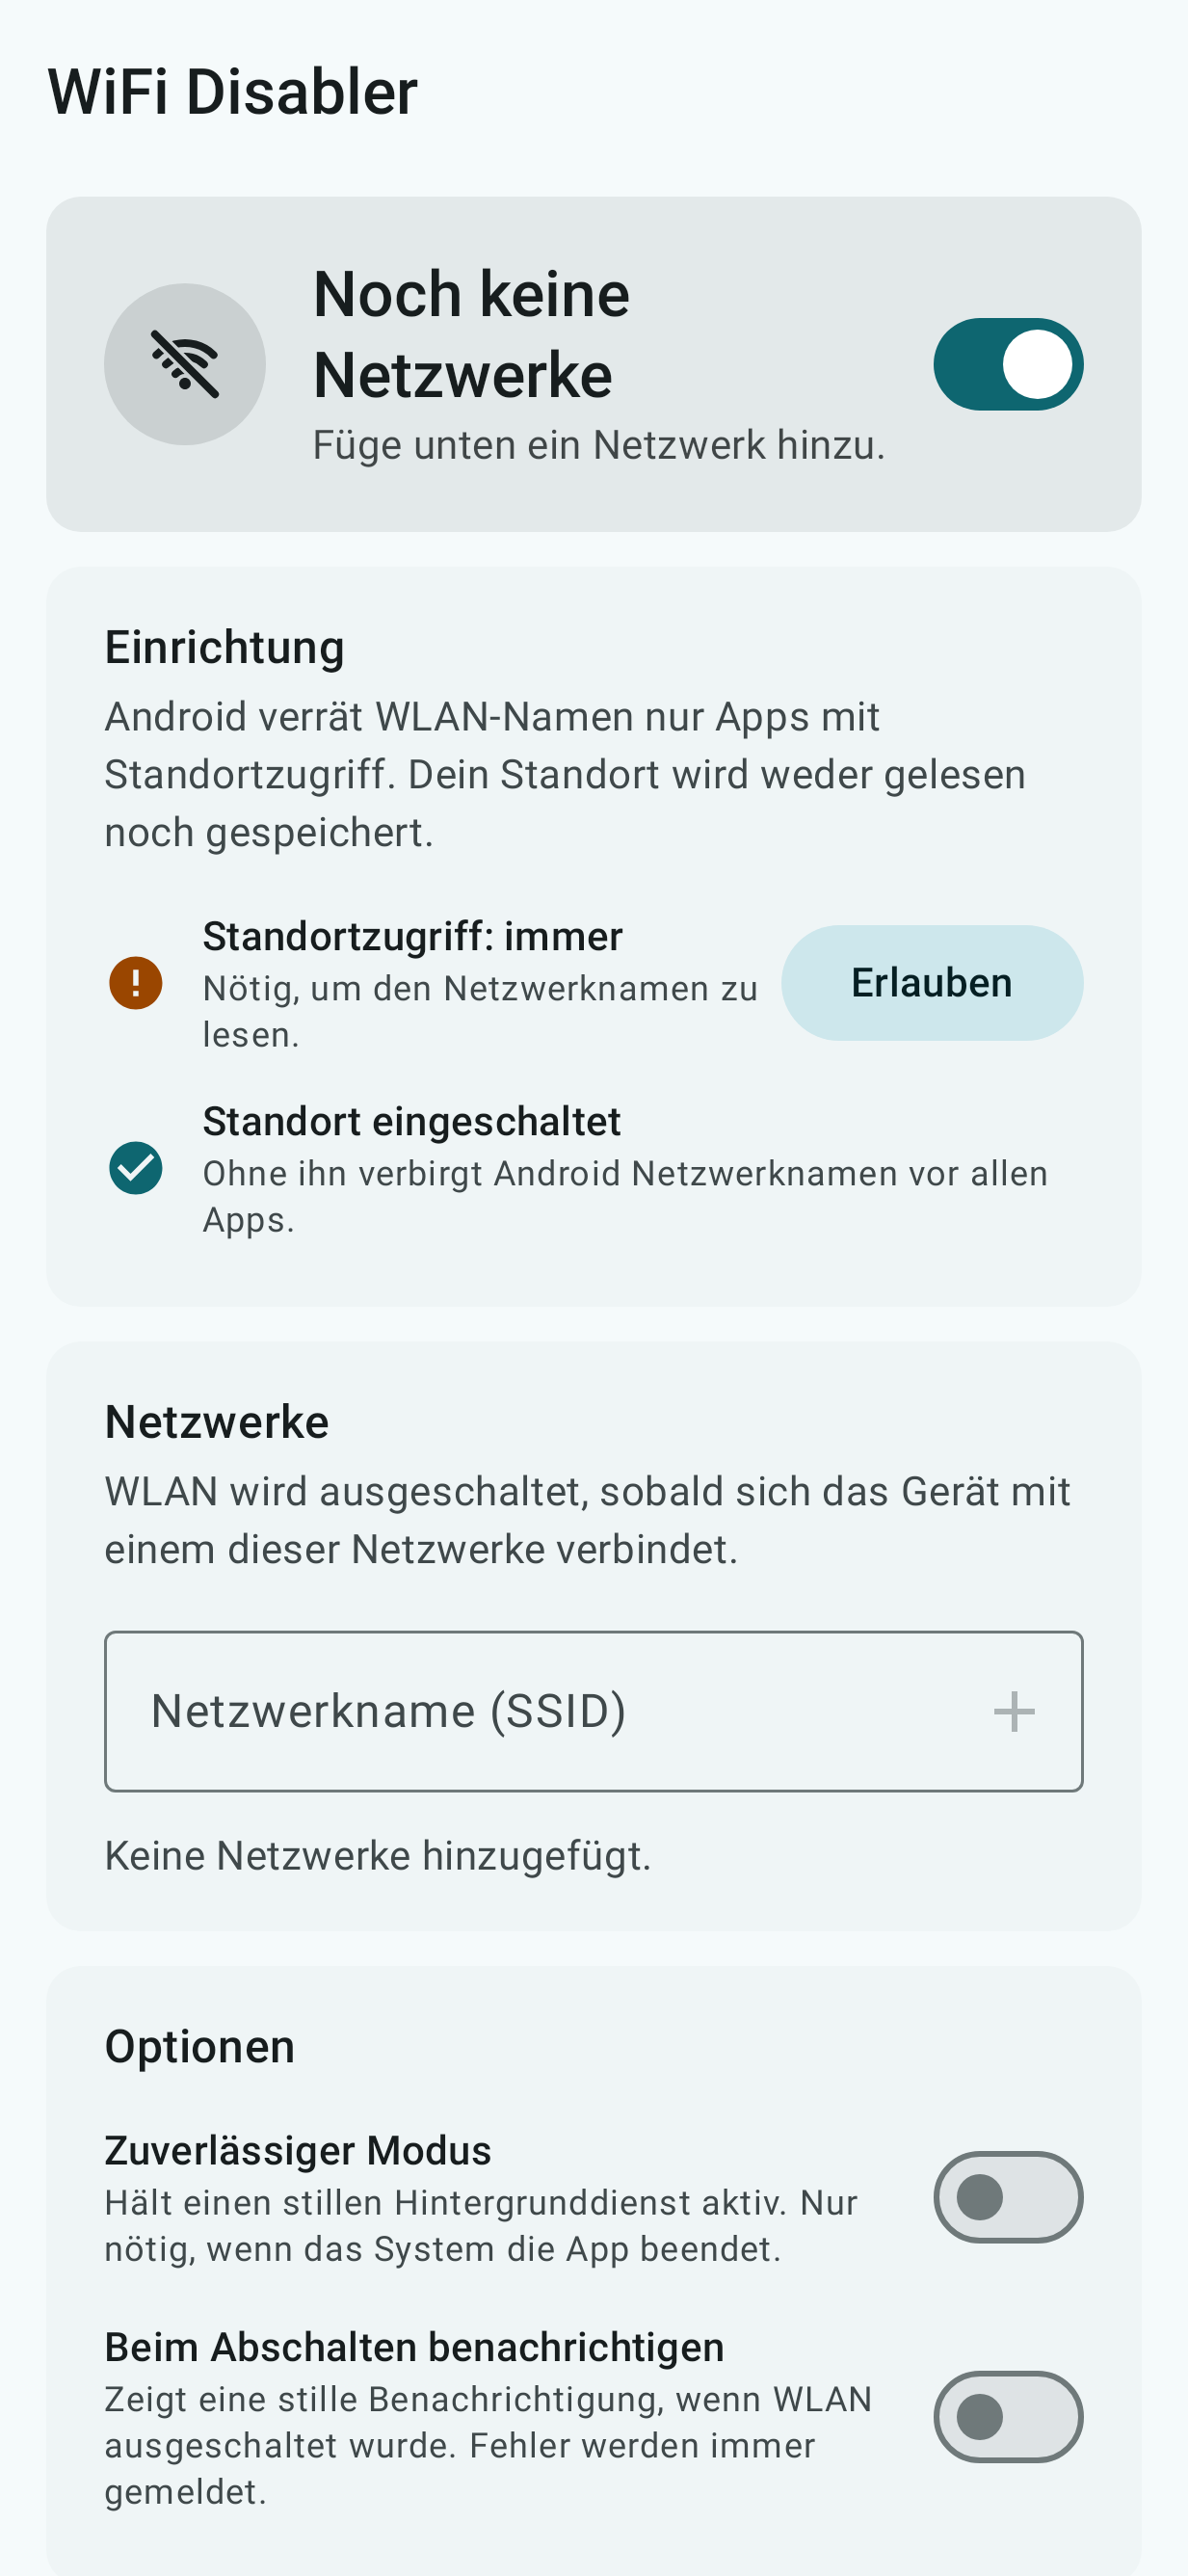 WiFi Disabler
Noch keine
Netzwerke
Füge unten ein Netzwerk hinzu.
Einrichtung
Android verrät WLAN-Namen nur Apps mit
Standortzugriff. Dein Standort wird weder gelesen
noch gespeichert.
Standortzugriff: immer
Nötig, um den Netzwerknamen zu
lesen.
Erlauben
Standort eingeschaltet
Ohne ihn verbirgt Android Netzwerknamen vor allen
Apps.
Netzwerke
WLAN wird ausgeschaltet, sobald sich das Gerät mit
einem dieser Netzwerke verbindet.
Netzwerkname (SSID)
Keine Netzwerke hinzugefügt.
Optionen
Zuverlässiger Modus
Hält einen stillen Hintergrunddienst aktiv. Nur
nötig, wenn das System die App beendet.
Beim Abschalten benachrichtigen
Zeigt eine stille Benachrichtigung, wenn WLAN
ausgeschaltet wurde. Fehler werden immer
gemeldet.